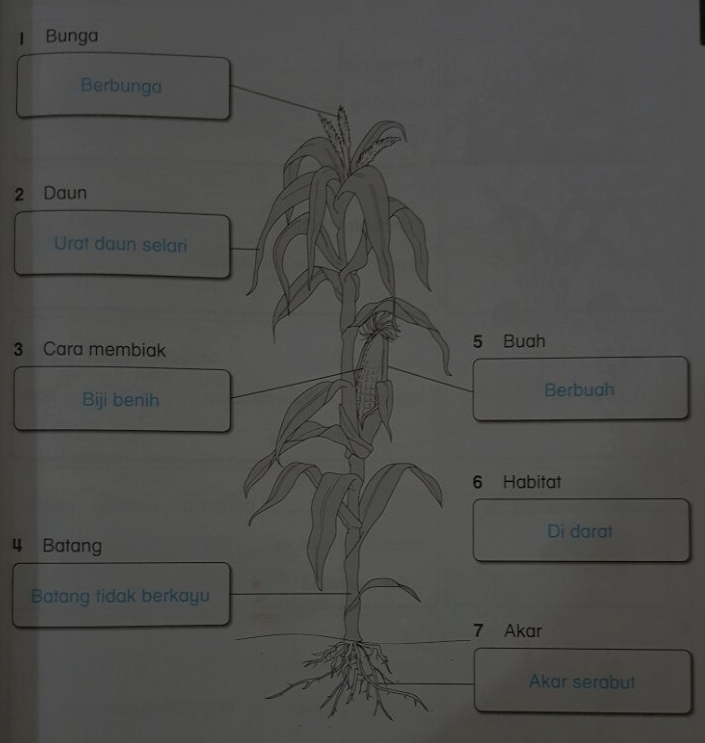 1 Bunga
Berbunga
2 Daun
Urat daun selari
3 Cara membiak
Biji benih
4 Batang
Batang tidak berkayu
5 Buah
Berbuah
6 Habitat
Di darat
7 Akar
Akar serabut